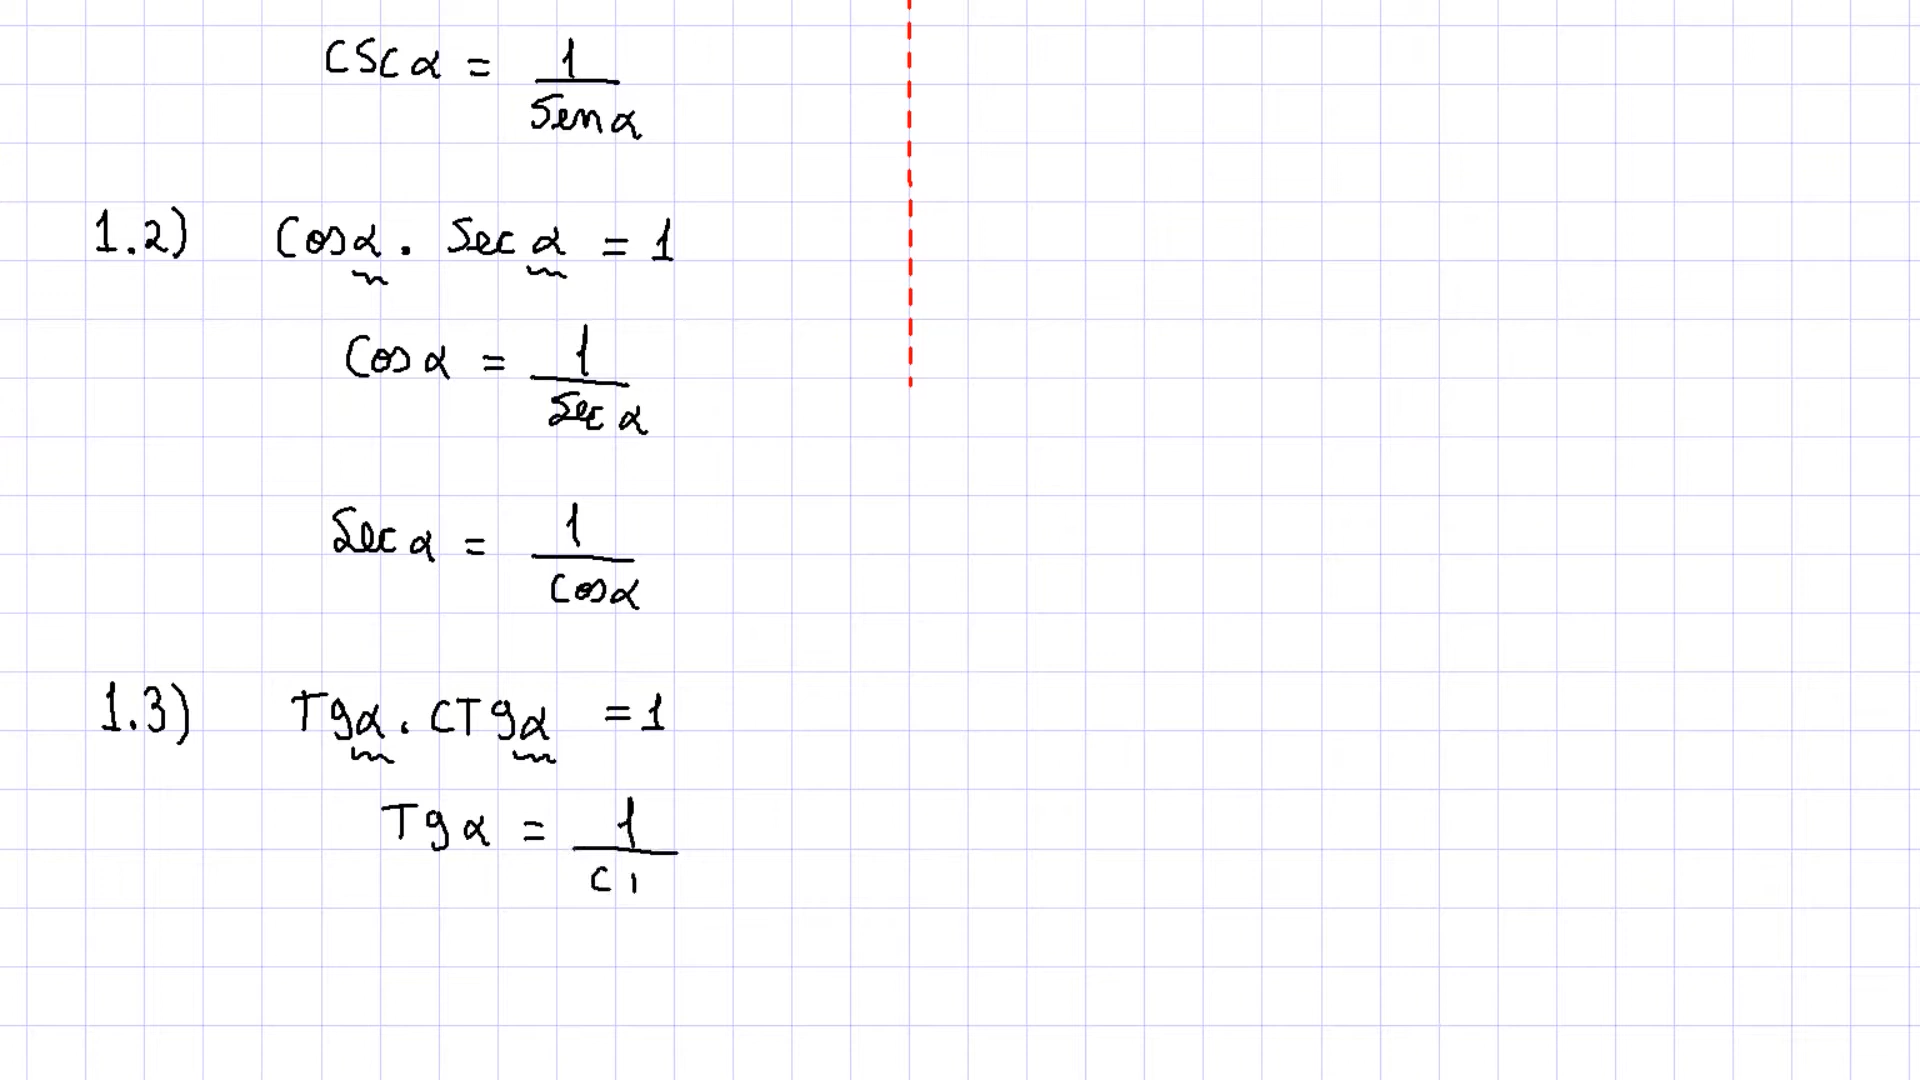 CSC α = 1/Sen α
1.2) Cos α . Sec α = 1
Cos α = 1/Sec α
Sec α = 1/Cos α
1.3) Tg α . CTg α = 1
Tg α = 1/C